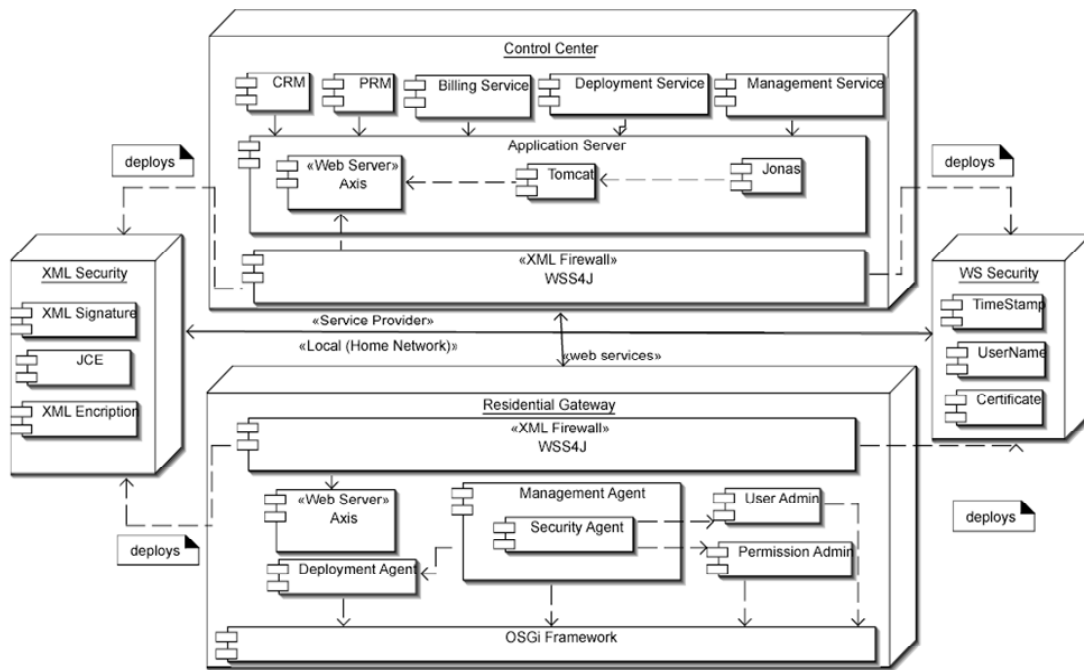 Control Center
CRM
PRM
Billing Service
Deployment Service
Management Service
Application Server
«Web Server»
Axis
Tomcat
Jonas
deploys
deploys
«XML Firewall»
WSS4J
XML Security
XML Signature
JCE
XML Encription
WS Security
TimeStamp
UserName
Certificate
«Service Provider»
«Local (Home Network)»
«web services»
Residential Gateway
«XML Firewall»
WSS4J
«Web Server»
Axis
Management Agent
Security Agent
User Admin
Permission Admin
Deployment Agent
deploys
deploys
OSGi Framework